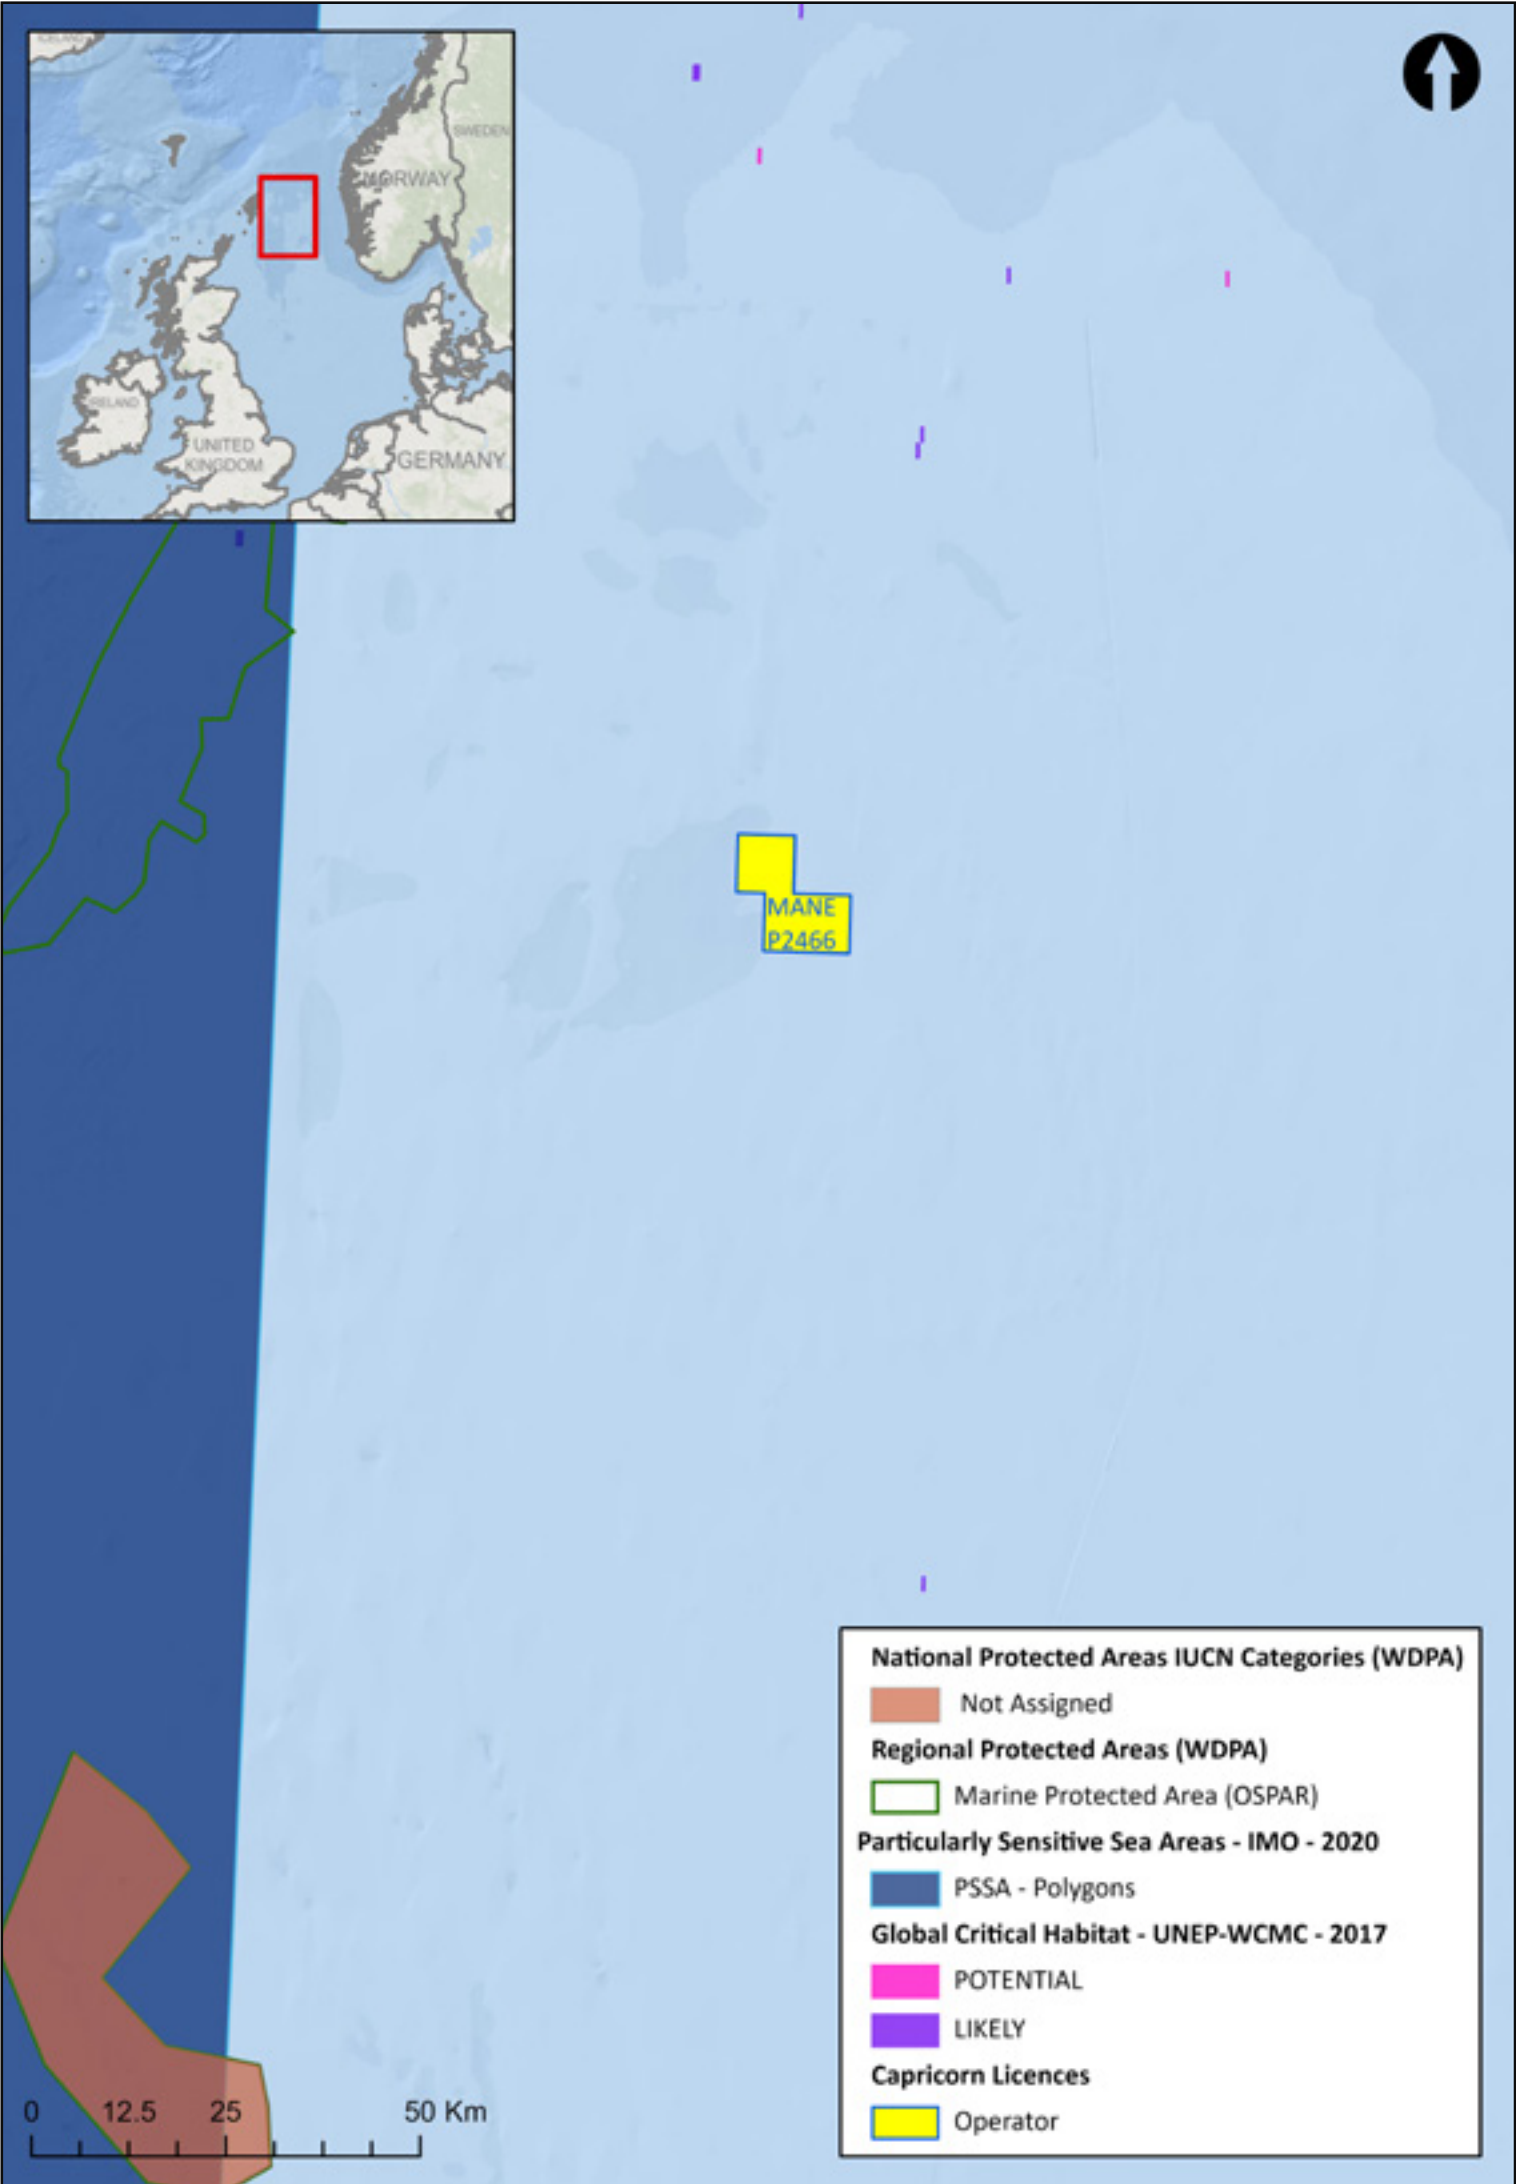 ICELAND
SWEDEN
NORWAY
IRELAND
UNITED
KINGDOM
GERMANY
MANE
P2466
National Protected Areas IUCN Categories (WDPA)
Not Assigned
Regional Protected Areas (WDPA)
Marine Protected Area (OSPAR)
Particularly Sensitive Sea Areas - IMO - 2020
PSSA - Polygons
Global Critical Habitat - UNEP-WCMC - 2017
POTENTIAL
LIKELY
Capricorn Licences
Operator
0 12.5 25 50 Km